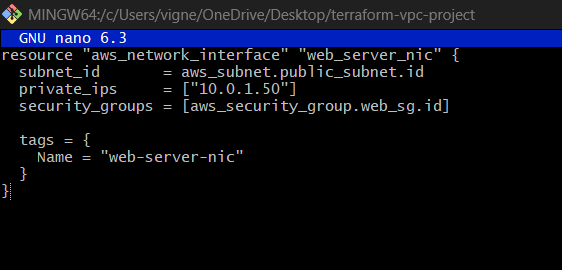 MINGW64:/c/Users/vigne/OneDrive/Desktop/terraform-vpc-project
GNU nano 6.3
resource "aws_network_interface" "web_server_nic" {
  subnet_id       = aws_subnet.public_subnet.id
  private_ips     = ["10.0.1.50"]
  security_groups = [aws_security_group.web_sg.id]

  tags = {
    Name = "web-server-nic"
  }
}